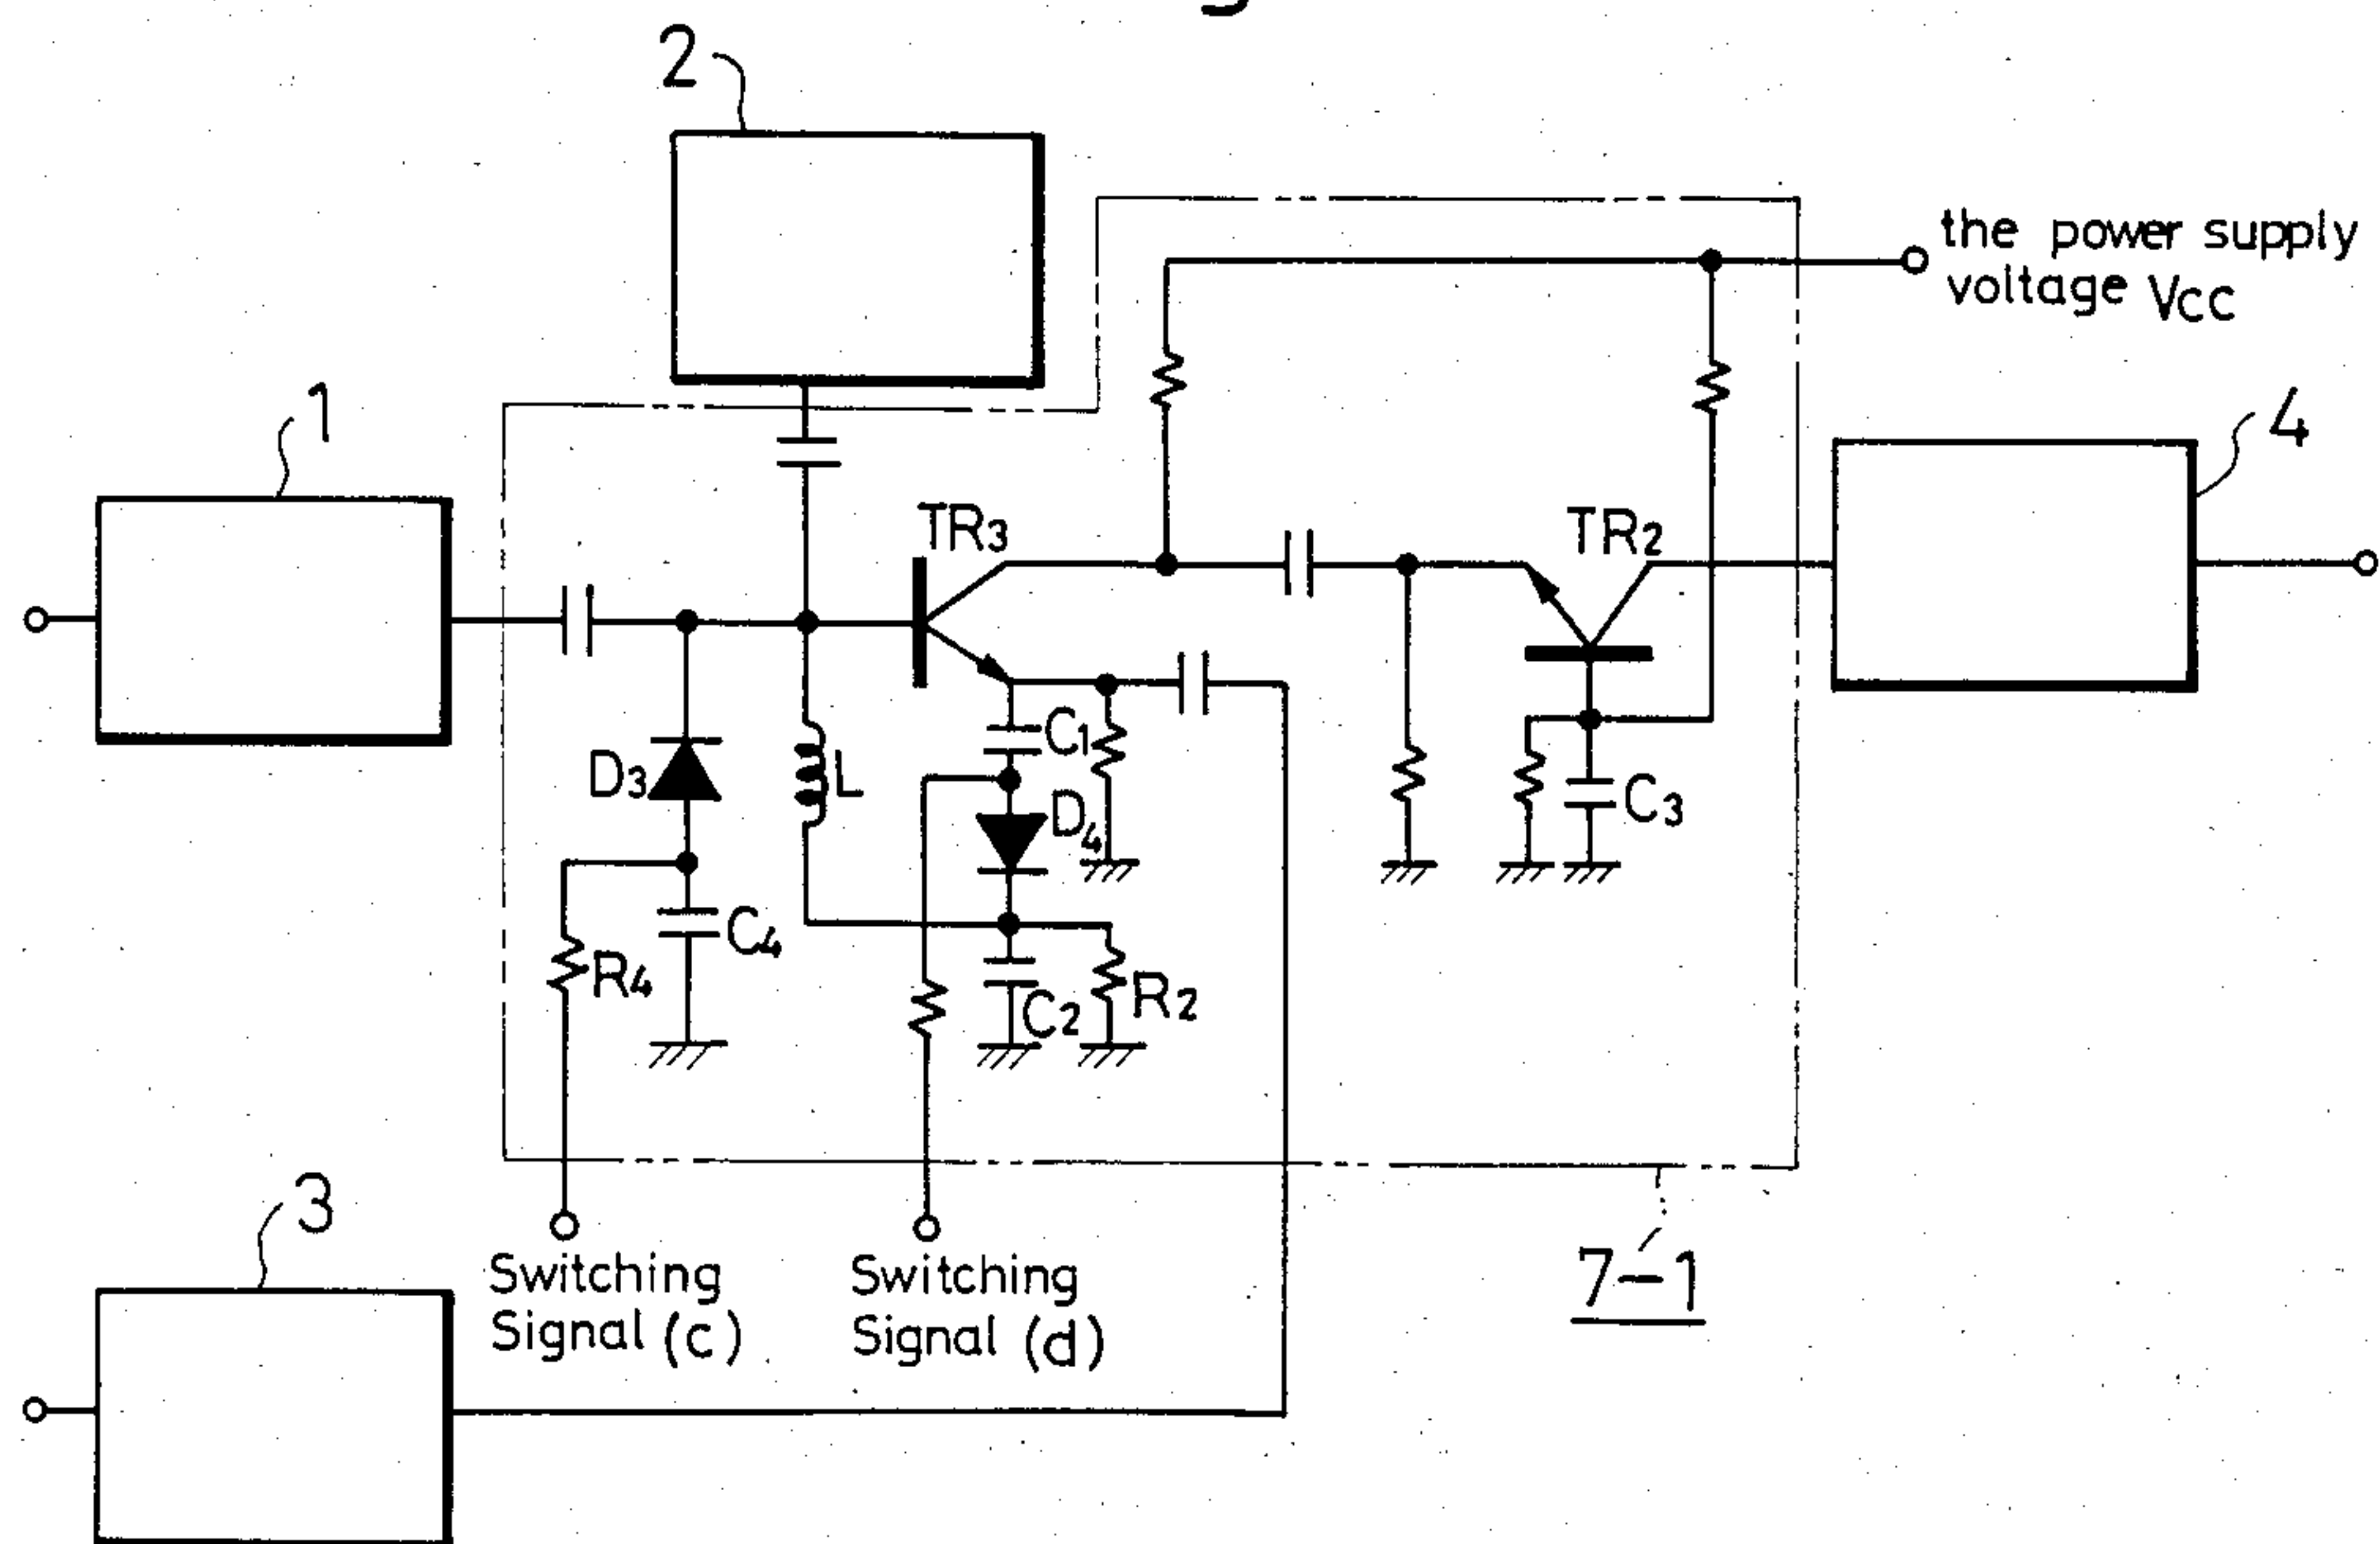 2
the power supply
voltage VCC
1
4
TR3
TR2
C1
D3
L
D4
C3
C4
R4
C2
R2
3
Switching
Signal (c)
Switching
Signal (d)
7-1